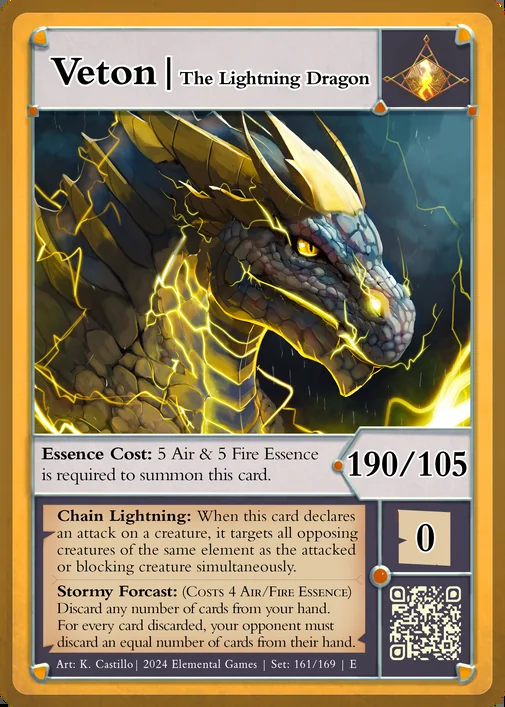 Veton | The Lightning Dragon
Essence Cost: 5 Air & 5 Fire Essence
is required to summon this card.
190/105
Chain Lightning: When this card declares
an attack on a creature, it targets all opposing
creatures of the same element as the attacked
or blocking creature simultaneously.
0
Stormy Forcast: (Costs 4 Air/Fire Essence)
Discard any number of cards from your hand.
For every card discarded, your opponent must
discard an equal number of cards from their hand.
Art: K. Castillo| 2024 Elemental Games | Set: 161/169 | E